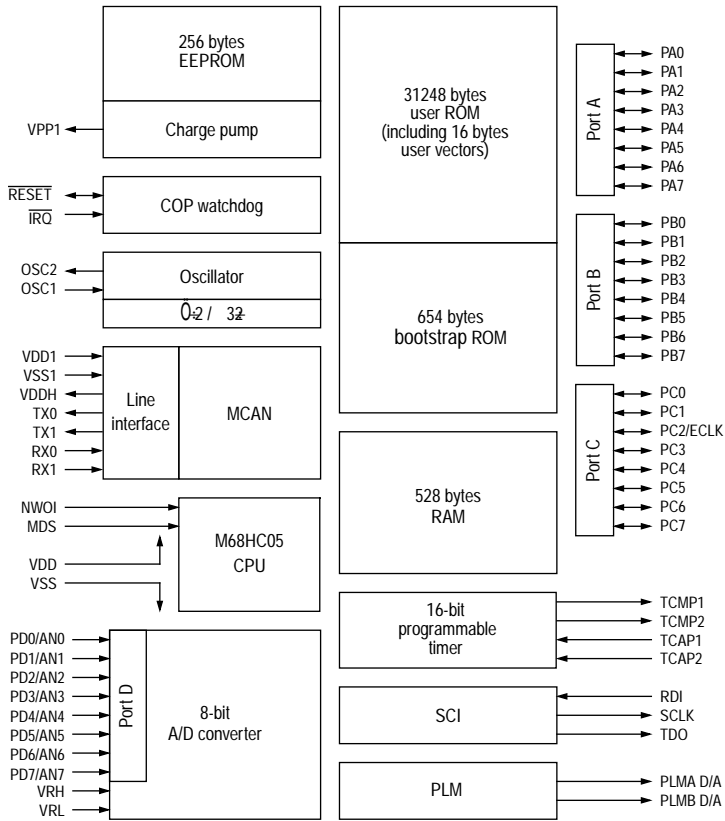 256 bytes
EEPROM
VPP1
Charge pump
RESET
IRQ
COP watchdog
OSC2
OSC1
Oscillator
VDD1
VSS1
VDDH
TX0
TX1
RX0
RX1
Line
interface
MCAN
NWOI
MDS
VDD
VSS
M68HC05
CPU
PD0/AN0
PD1/AN1
PD2/AN2
PD3/AN3
PD4/AN4
PD5/AN5
PD6/AN6
PD7/AN7
VRH
VRL
Port D
8-bit
A/D converter
31248 bytes
user ROM
(including 16 bytes
user vectors)
654 bytes
bootstrap ROM
528 bytes
RAM
16-bit
programmable
timer
SCI
PLM
Port A
PA0
PA1
PA2
PA3
PA4
PA5
PA6
PA7
Port B
PB0
PB1
PB2
PB3
PB4
PB5
PB6
PB7
Port C
PC0
PC1
PC2/ECLK
PC3
PC4
PC5
PC6
PC7
TCMP1
TCMP2
TCAP1
TCAP2
RDI
SCLK
TDO
PLMA D/A
PLMB D/A